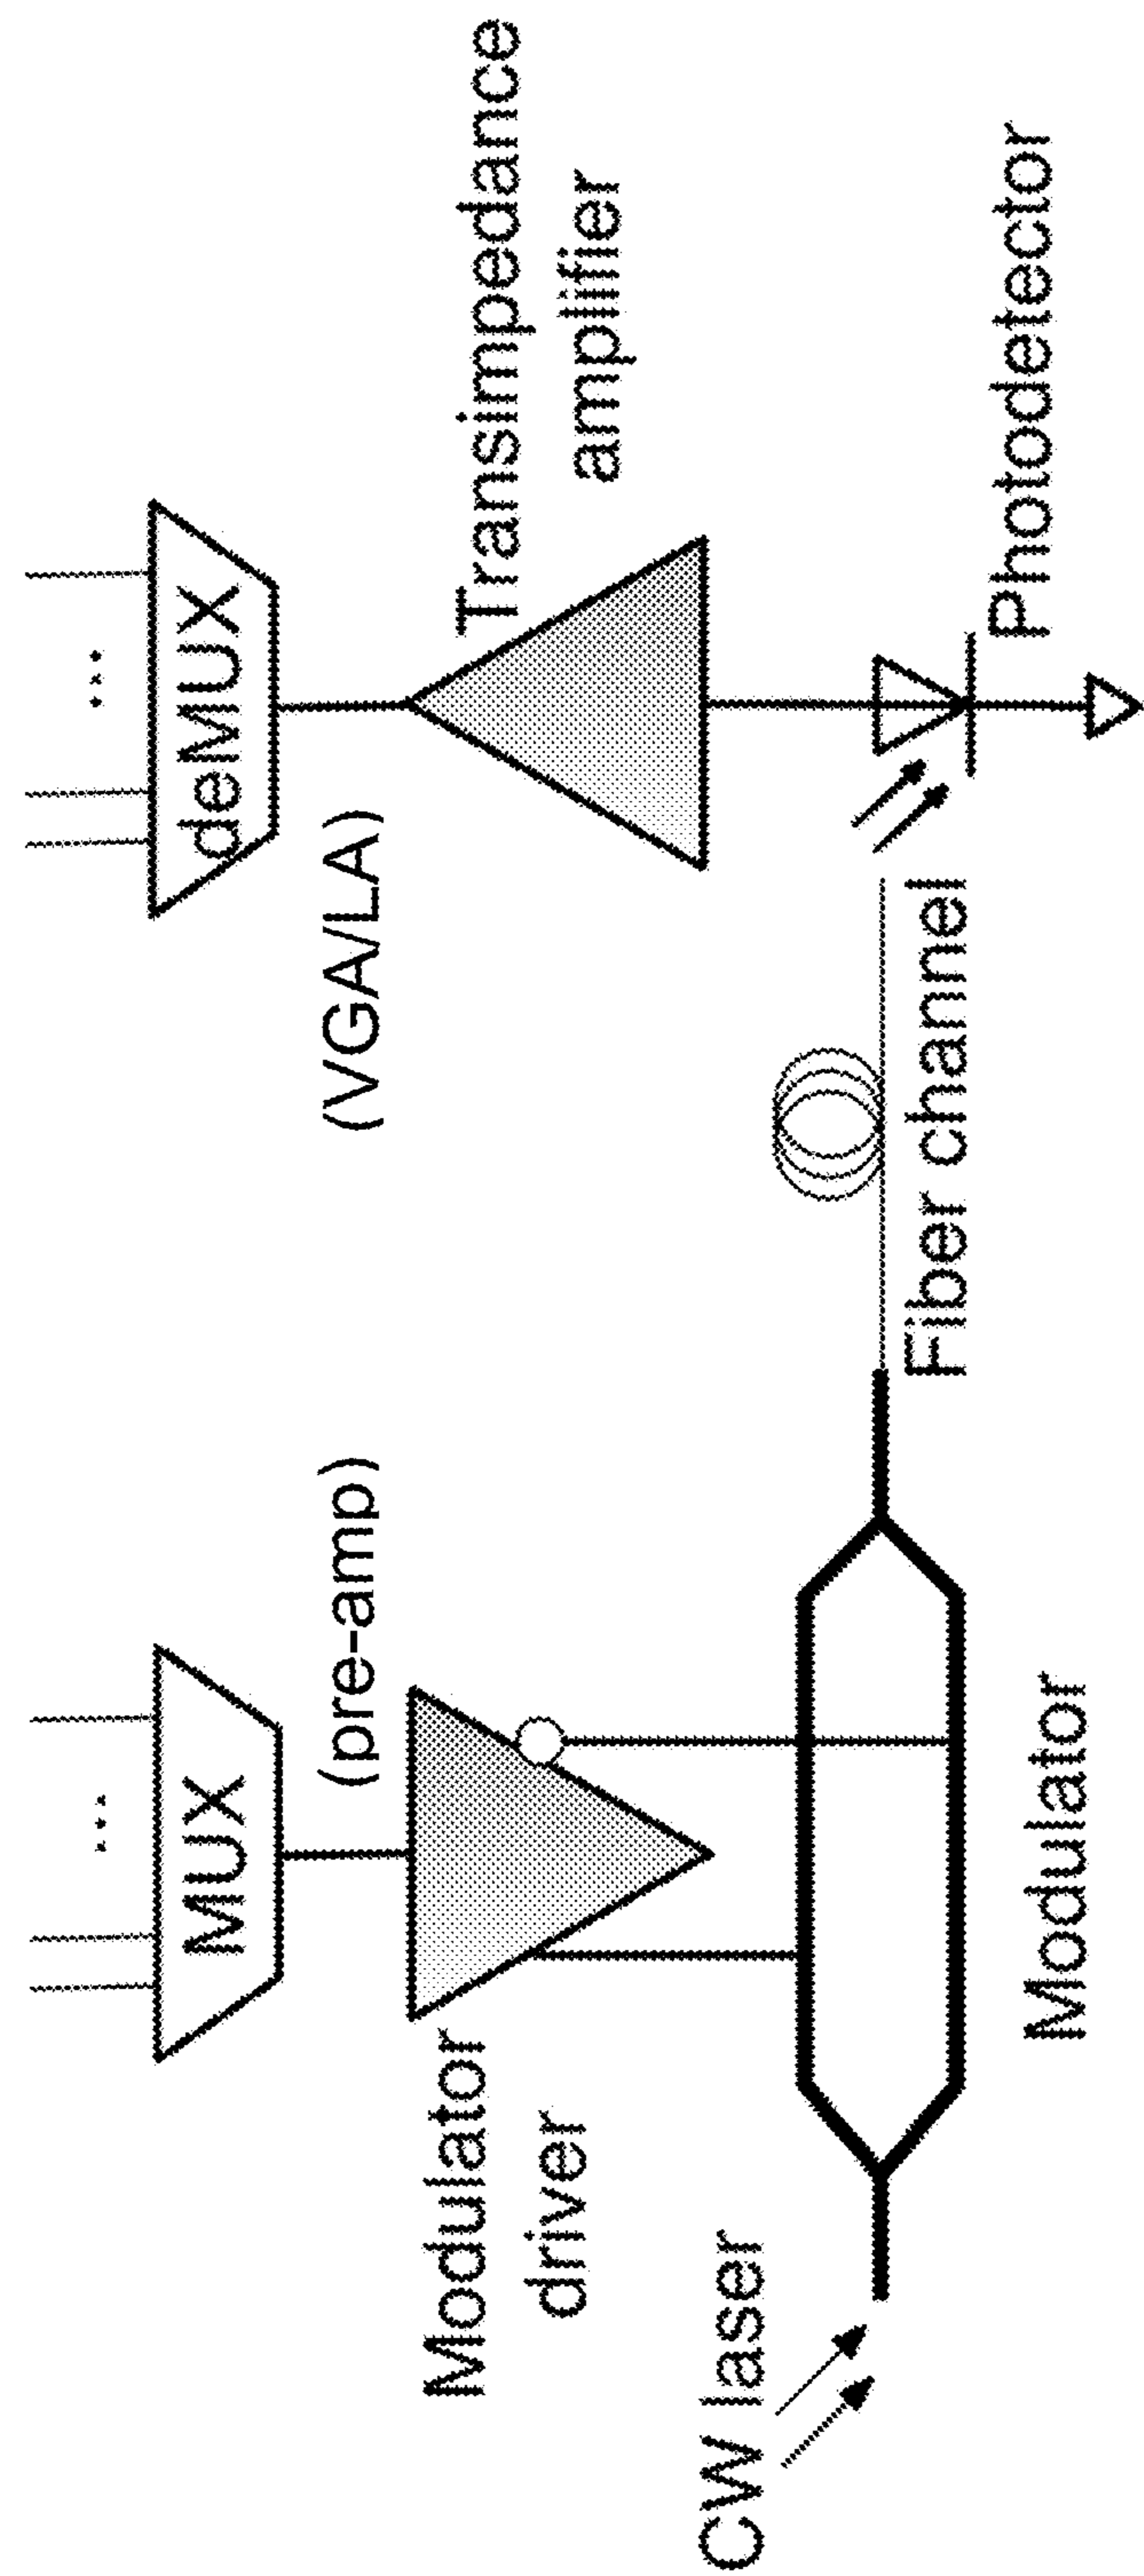 MUX
...
(pre-amp)
Modulator
driver
CW laser
Modulator
Fiber channel
deMUX
...
(VGA/LA)
Transimpedance
amplifier
Photodetector